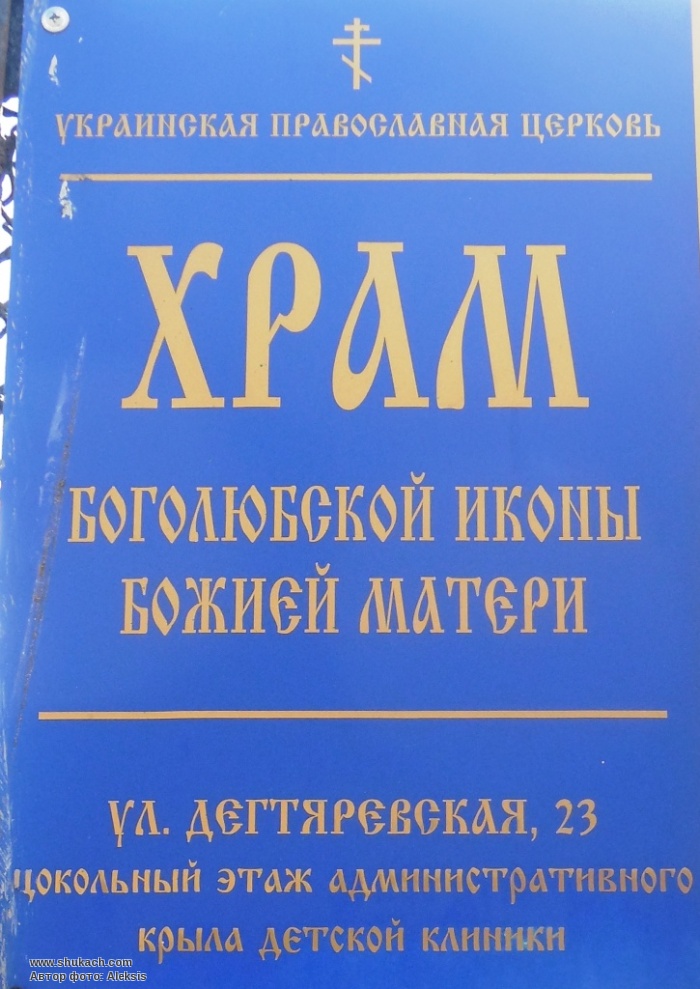 УКРАИНСКАЯ ПРАВОСЛАВНАЯ ЦЕРКОВЬ
ХРАМ
БОГОЛЮБСКОЙ ИКОНЫ
БОЖИЕЙ МАТЕРИ
УЛ. ДЕГТЯРЕВСКАЯ, 23
ЦОКОЛЬНЫЙ ЭТАЖ АДМИНИСТРАТИВНОГО
КРЫЛА ДЕТСКОЙ КЛИНИКИ
www.shukach.com
Автор фото: Aleksis